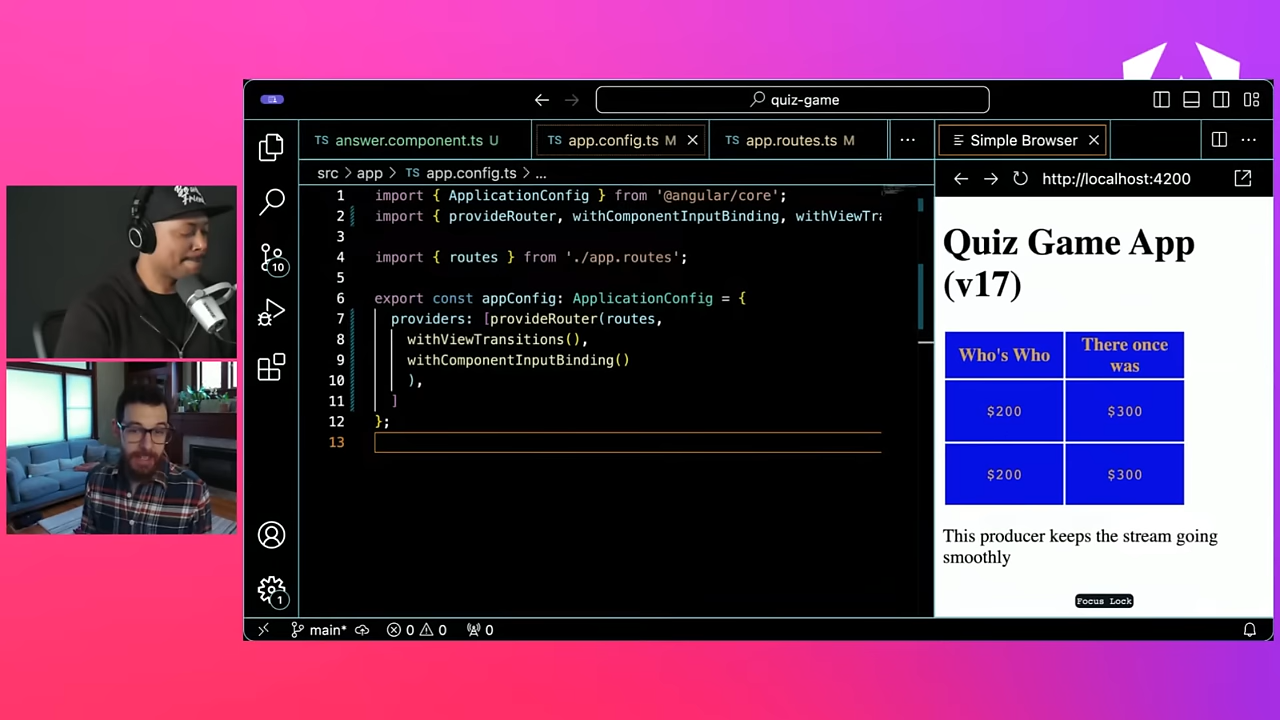 quiz-game
TS answer.component.ts U
TS app.config.ts M
TS app.routes.ts M
Simple Browser
src > app > TS app.config.ts > ...
http://localhost:4200
1 import { ApplicationConfig } from '@angular/core';
2 import { provideRouter, withComponentInputBinding, withViewTra
3
4 import { routes } from './app.routes';
5
6 export const appConfig: ApplicationConfig = {
7 providers: [provideRouter(routes,
8 withViewTransitions(),
9 withComponentInputBinding()
10 ),
11 ]
12 };
13
10
1
Quiz Game App
(v17)
Who's Who
There once
was
$200
$300
$200
$300
This producer keeps the stream going
smoothly
Focus Lock
main*
0
0
0